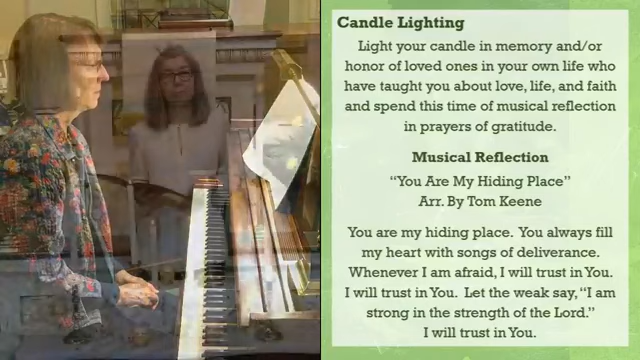 Candle Lighting
Light your candle in memory and/or
honor of loved ones in your own life who
have taught you about love, life, and faith
and spend this time of musical reflection
in prayers of gratitude.
Musical Reflection
“You Are My Hiding Place”
Arr. By Tom Keene
You are my hiding place. You always fill
my heart with songs of deliverance.
Whenever I am afraid, I will trust in You.
I will trust in You. Let the weak say, “I am
strong in the strength of the Lord.”
I will trust in You.